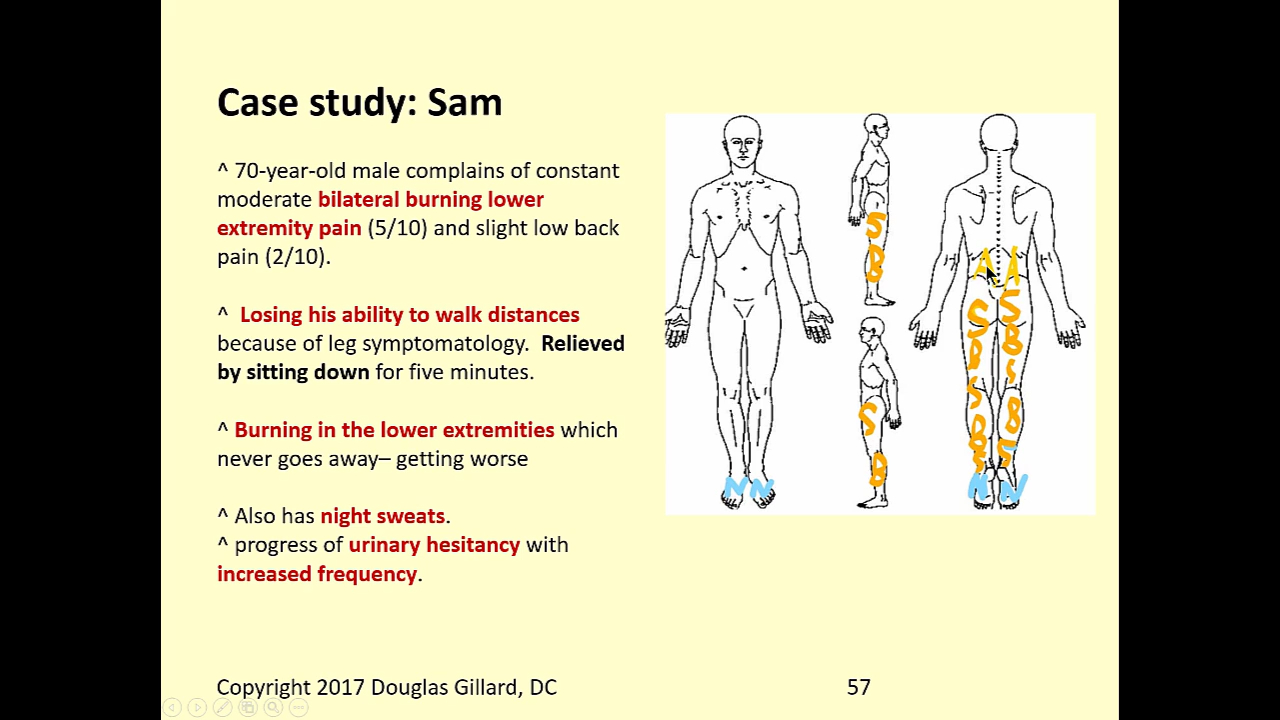 Case study: Sam
^ 70-year-old male complains of constant
moderate bilateral burning lower
extremity pain (5/10) and slight low back
pain (2/10).
^ Losing his ability to walk distances
because of leg symptomatology. Relieved
by sitting down for five minutes.
^ Burning in the lower extremities which
never goes away– getting worse
^ Also has night sweats.
^ progress of urinary hesitancy with
increased frequency.
S
B
S
B
A A
S S
B B
S S
B B
S S
N N
N N
Copyright 2017 Douglas Gillard, DC
57